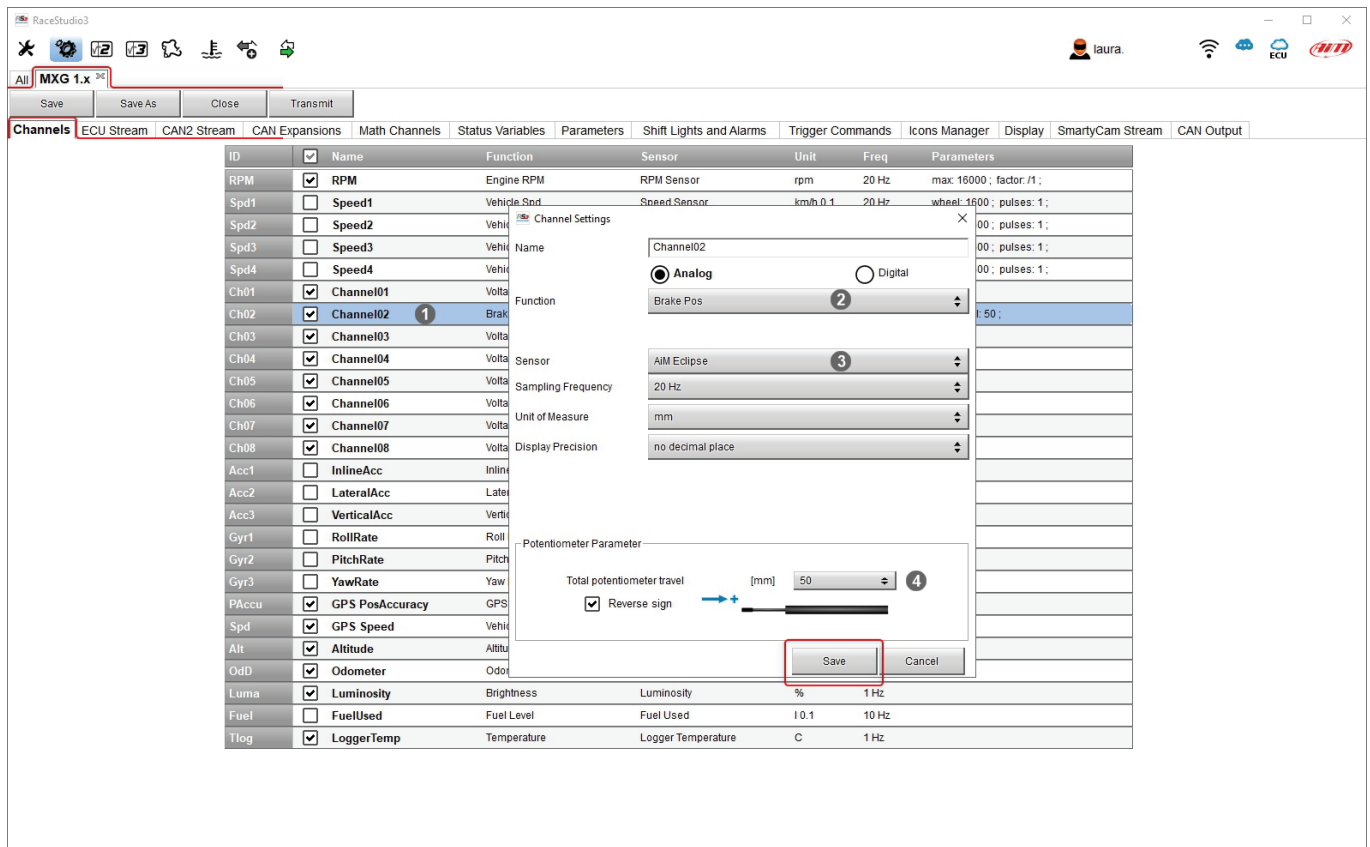 RaceStudio3
laura.
ECU
AiM
All MXG 1.x
Save Save As Close Transmit
Channels ECU Stream CAN2 Stream CAN Expansions Math Channels Status Variables Parameters Shift Lights and Alarms Trigger Commands Icons Manager Display SmartyCam Stream CAN Output
ID Name Function Sensor Unit Freq Parameters
RPM RPM Engine RPM RPM Sensor rpm 20 Hz max: 16000 ; factor: /1 ;
Spd1 Speed1 Vehicle Spd Speed Sensor km/h 0.1 20 Hz wheel: 1600 ; pulses: 1 ;
Spd2 Speed2 Vehic 00 ; pulses: 1 ;
Spd3 Speed3 Vehic 00 ; pulses: 1 ;
Spd4 Speed4 Vehic 00 ; pulses: 1 ;
Ch01 Channel01 Volta
Ch02 Channel02 1 Brak l: 50 ;
Ch03 Channel03 Volta
Ch04 Channel04 Volta
Ch05 Channel05 Volta
Ch06 Channel06 Volta
Ch07 Channel07 Volta
Ch08 Channel08 Volta
Acc1 InlineAcc Inline
Acc2 LateralAcc Later
Acc3 VerticalAcc Vertic
Gyr1 RollRate Roll
Gyr2 PitchRate Pitch
Gyr3 YawRate Yaw
PAccu GPS PosAccuracy GPS
Spd GPS Speed Vehic
Alt Altitude Altitu
OdD Odometer Odor
Luma Luminosity Brightness Luminosity % 1 Hz
Fuel FuelUsed Fuel Level Fuel Used l 0.1 10 Hz
Tlog LoggerTemp Temperature Logger Temperature C 1 Hz
Channel Settings
Name Channel02
Analog Digital
Function Brake Pos 2
Sensor AiM Eclipse 3
Sampling Frequency 20 Hz
Unit of Measure mm
Display Precision no decimal place
Potentiometer Parameter
Total potentiometer travel [mm] 50 4
Reverse sign +
Save Cancel